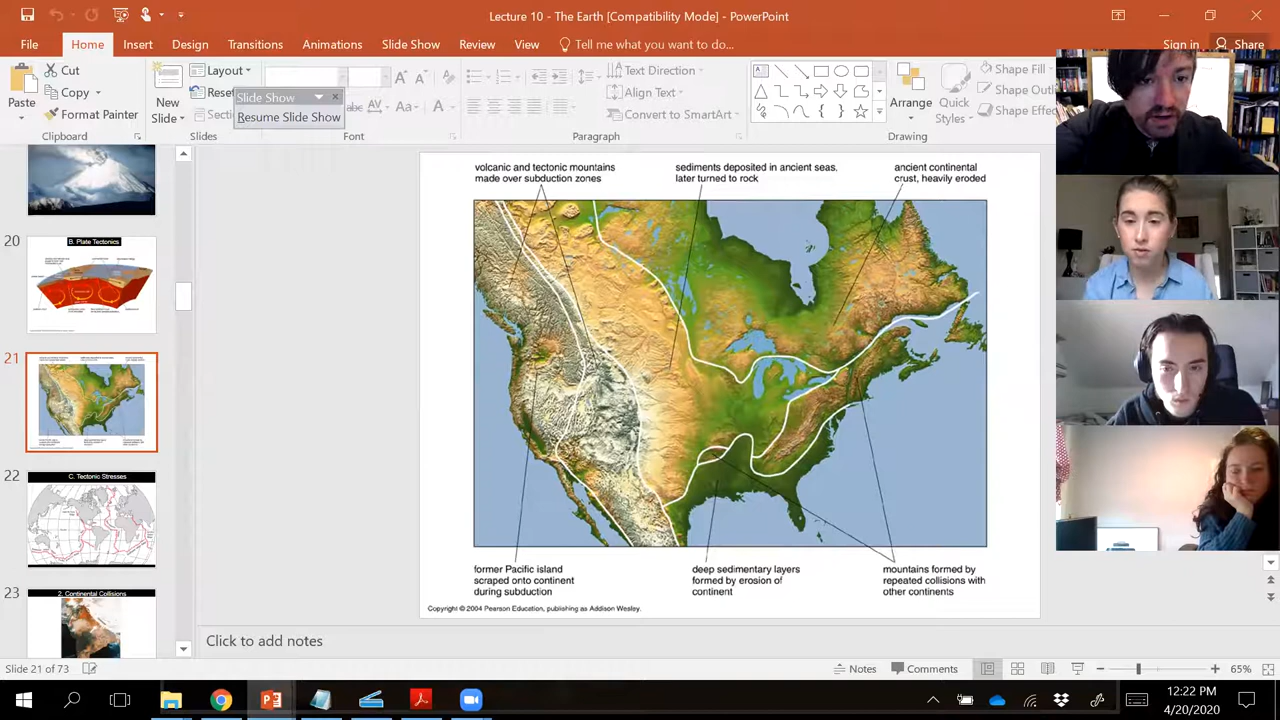 Lecture 10 - The Earth [Compatibility Mode] - PowerPoint
File Home Insert Design Transitions Animations Slide Show Review View Tell me what you want to do... Sign in Share
Cut
Copy
Format Painter
Paste
Clipboard
New
Slide
Layout
Reset
Slides
Slide Show
Resume Slide Show
Font
Text Direction
Align Text
Convert to SmartArt
Paragraph
Arrange
Quick
Styles
Shape Fill
Shape Outl
Shape Effe
Drawing
20
B. Plate Tectonics
21
22
C. Tectonic Stresses
23
2. Continental Collisions
volcanic and tectonic mountains
made over subduction zones
sediments deposited in ancient seas,
later turned to rock
ancient continental
crust, heavily eroded
former Pacific island
scraped onto continent
during subduction
deep sedimentary layers
formed by erosion of
continent
mountains formed by
repeated collisions with
other continents
Copyright © 2004 Pearson Education, publishing as Addison Wesley.
Click to add notes
Slide 21 of 73
Notes
Comments
65%
12:22 PM
4/20/2020